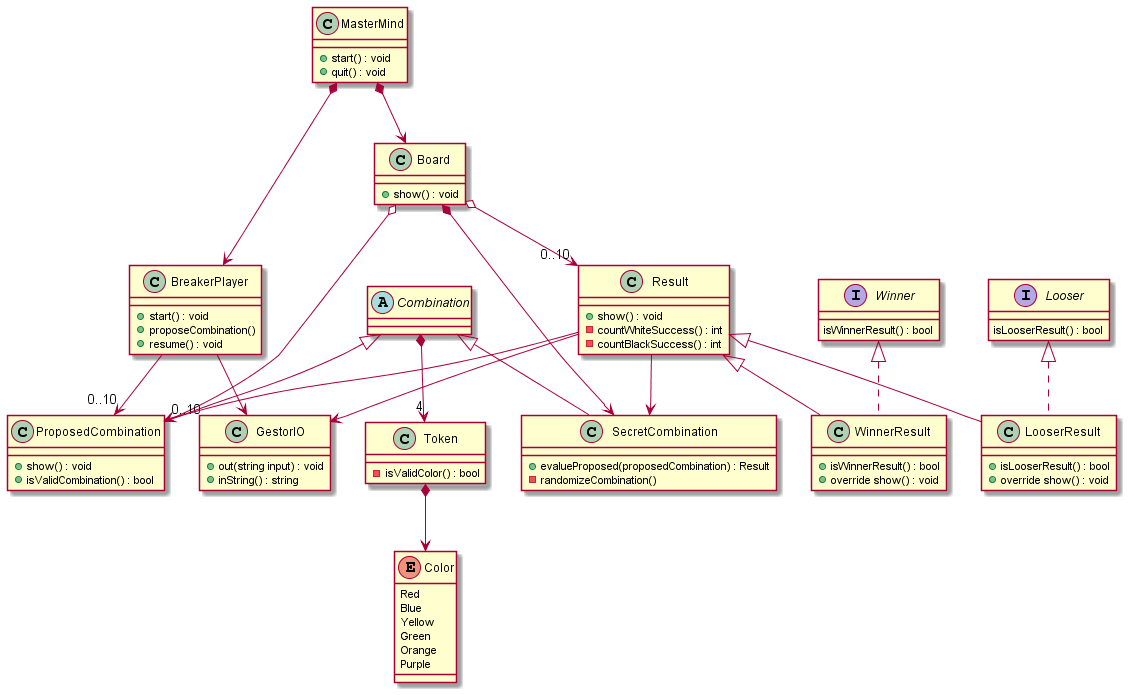 C MasterMind
start() : void
quit() : void
C Board
show() : void
0..10
C BreakerPlayer
start() : void
proposeCombination()
resume() : void
A Combination
C Result
show() : void
countWhiteSuccess() : int
countBlackSuccess() : int
I Winner
isWinnerResult() : bool
I Looser
isLooserResult() : bool
0..10
0..10
4
C ProposedCombination
show() : void
isValidCombination() : bool
C GestorIO
out(string input) : void
inString() : string
C Token
isValidColor() : bool
C SecretCombination
evalueProposed(proposedCombination) : Result
randomizeCombination()
C WinnerResult
isWinnerResult() : bool
override show() : void
C LooserResult
isLooserResult() : bool
override show() : void
E Color
Red
Blue
Yellow
Green
Orange
Purple